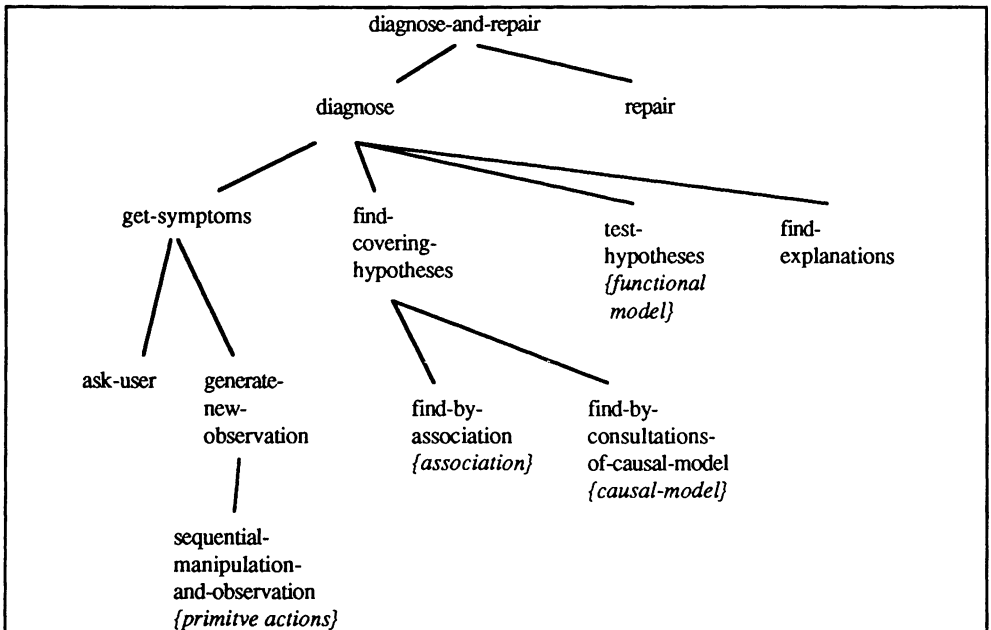 diagnose-and-repair
diagnose
repair
get-symptoms
find-
covering-
hypotheses
test-
hypotheses
{functional
model}
find-
explanations
ask-user
generate-
new-
observation
find-by-
association
{association}
find-by-
consultations-
of-causal-model
{causal-model}
sequential-
manipulation-
and-observation
{primitve actions}